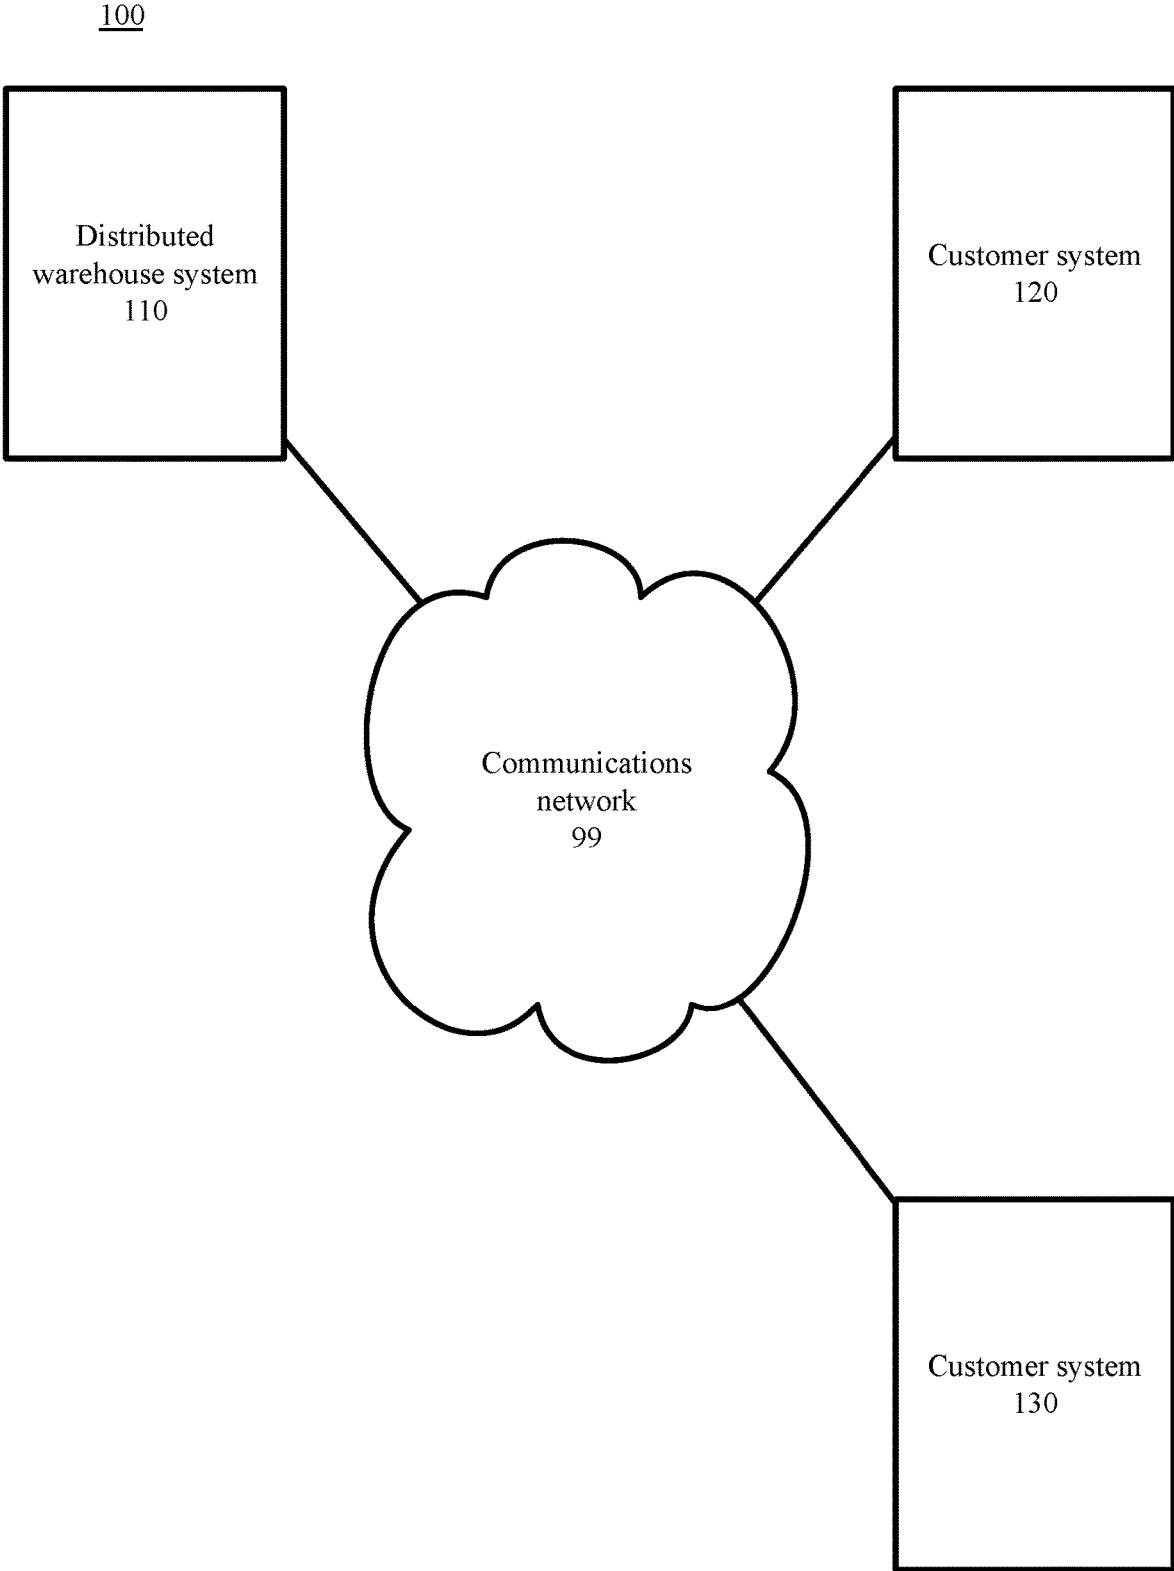 100
Distributed
warehouse system
110
Customer system
120
Communications
network
99
Customer system
130